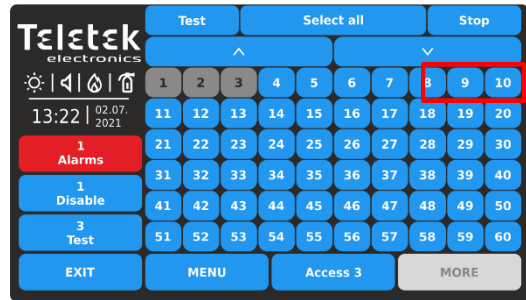 Teletek
electronics
13:22 | 02.07.
2021
1
Alarms
1
Disable
3
Test
EXIT
Test Select all Stop
1 2 3 4 5 6 7 8 9 10
11 12 13 14 15 16 17 18 19 20
21 22 23 24 25 26 27 28 29 30
31 32 33 34 35 36 37 38 39 40
41 42 43 44 45 46 47 48 49 50
51 52 53 54 55 56 57 58 59 60
MENU Access 3 MORE